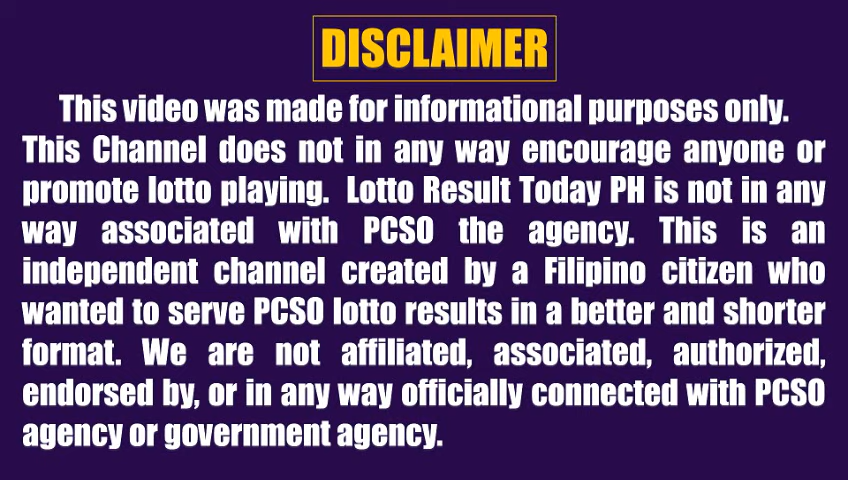 DISCLAIMER
This video was made for informational purposes only.
This Channel does not in any way encourage anyone or
promote lotto playing. Lotto Result Today PH is not in any
way associated with PCSO the agency. This is an
independent channel created by a Filipino citizen who
wanted to serve PCSO lotto results in a better and shorter
format. We are not affiliated, associated, authorized,
endorsed by, or in any way officially connected with PCSO
agency or government agency.